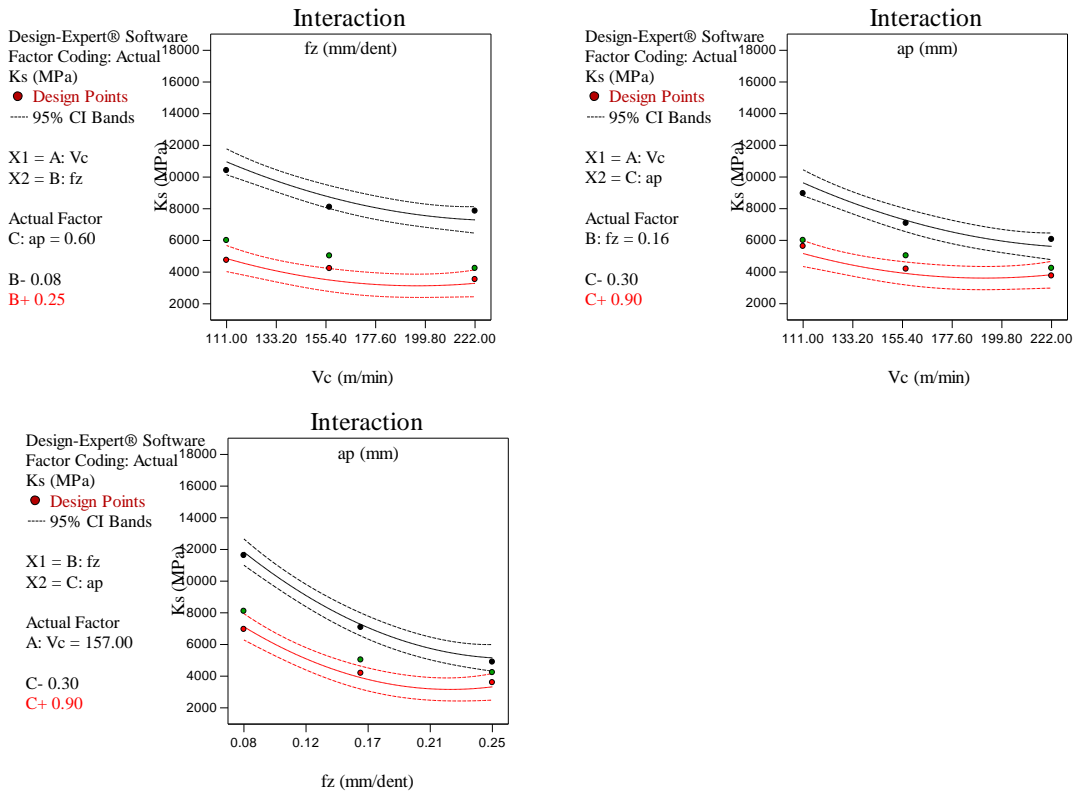 Interaction
Design-Expert® Software
Factor Coding: Actual
Ks (MPa)
Design Points
95% CI Bands
X1 = A: Vc
X2 = B: fz
Actual Factor
C: ap = 0.60
B- 0.08
B+ 0.25
fz (mm/dent)
18000
16000
14000
12000
10000
8000
6000
4000
2000
Ks (MPa)
111.00 133.20 155.40 177.60 199.80 222.00
Vc (m/min)
Interaction
Design-Expert® Software
Factor Coding: Actual
Ks (MPa)
Design Points
95% CI Bands
X1 = A: Vc
X2 = C: ap
Actual Factor
B: fz = 0.16
C- 0.30
C+ 0.90
ap (mm)
18000
16000
14000
12000
10000
8000
6000
4000
2000
Ks (MPa)
111.00 133.20 155.40 177.60 199.80 222.00
Vc (m/min)
Interaction
Design-Expert® Software
Factor Coding: Actual
Ks (MPa)
Design Points
95% CI Bands
X1 = B: fz
X2 = C: ap
Actual Factor
A: Vc = 157.00
C- 0.30
C+ 0.90
ap (mm)
18000
16000
14000
12000
10000
8000
6000
4000
2000
Ks (MPa)
0.08 0.12 0.17 0.21 0.25
fz (mm/dent)